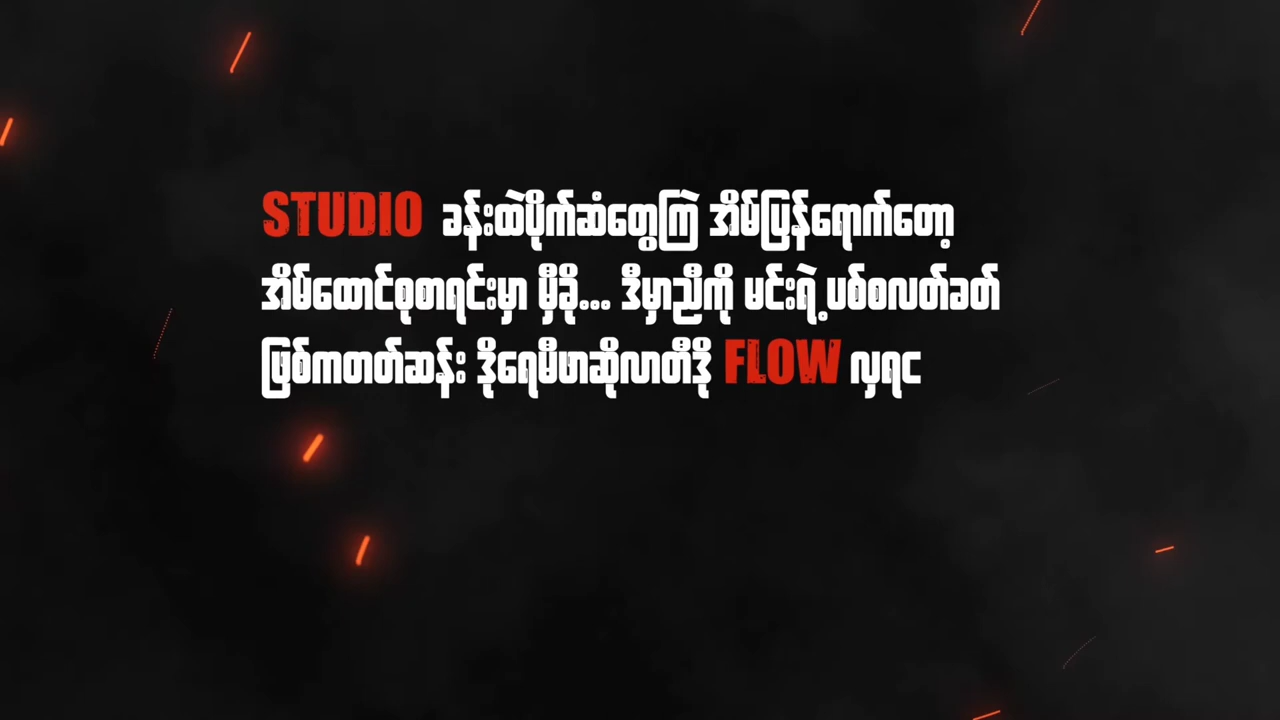 STUDIO ခန်းထဲပိုက်ဆံတွေကြဲ အိမ်ပြန်ရောက်တော့
အိမ်ထောင်စုစာရင်းမှာ မှီခို... ဒီမှာညီကို မင်းရဲ့ပစ်စလတ်ခတ်
ဖြစ်ကတတ်ဆန်း ဒိုရေမီဖာဆိုလာတီဒို FLOW လှရင